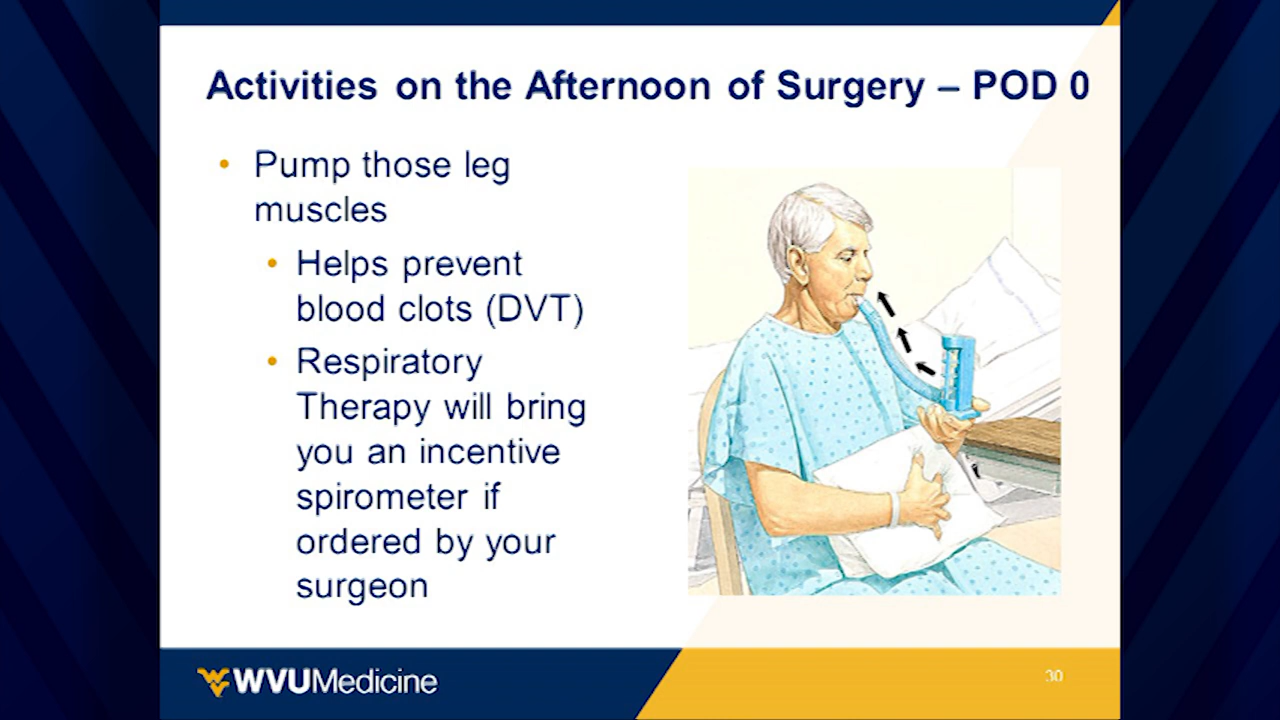 Activities on the Afternoon of Surgery – POD 0
• Pump those leg
muscles
• Helps prevent
blood clots (DVT)
• Respiratory
Therapy will bring
you an incentive
spirometer if
ordered by your
surgeon
WVUMedicine
30